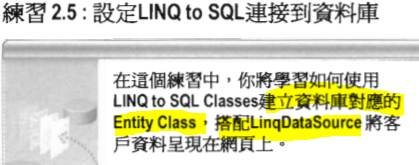 練習 2.5 : 設定LINQ to SQL連接到資料庫
在這個練習中，你將學習如何使用
LINQ to SQL Classes建立資料庫對應的
Entity Class，搭配LinqDataSource 將客
戶資料呈現在網頁上。